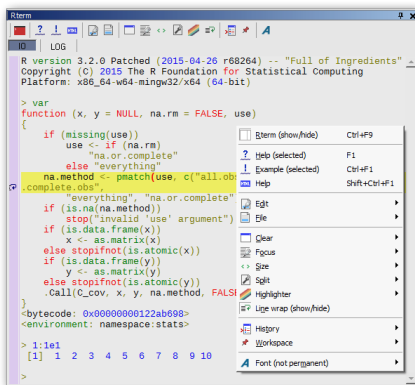 Rterm
IO LOG
R version 3.2.0 Patched (2015-04-26 r68264) -- "Full of Ingredients"
Copyright (C) 2015 The R Foundation for Statistical Computing
Platform: x86_64-w64-mingw32/x64 (64-bit)
> var
function (x, y = NULL, na.rm = FALSE, use)
{
if (missing(use))
use <- if (na.rm)
"na.or.complete"
else "everything"
na.method <- pmatch(use, c("all.obs
.complete.obs",
"everything", "na.or.complete"
if (is.na(na.method))
stop("invalid 'use' argument")
if (is.data.frame(x))
x <- as.matrix(x)
else stopifnot(is.atomic(x))
if (is.data.frame(y))
y <- as.matrix(y)
else stopifnot(is.atomic(y))
.Call(C_cov, x, y, na.method, FALSE
}
<bytecode: 0x00000000122ab698>
<environment: namespace:stats>
> 1:1e1
[1] 1 2 3 4 5 6 7 8 9 10
>
Rterm (show/hide) Ctrl+F9
Help (selected) F1
Example (selected) Ctrl+F1
Help Shift+Ctrl+F1
Edit
File
Clear
Focus
Size
Split
Highlighter
Line wrap (show/hide)
History
Workspace
Font (not permanent)